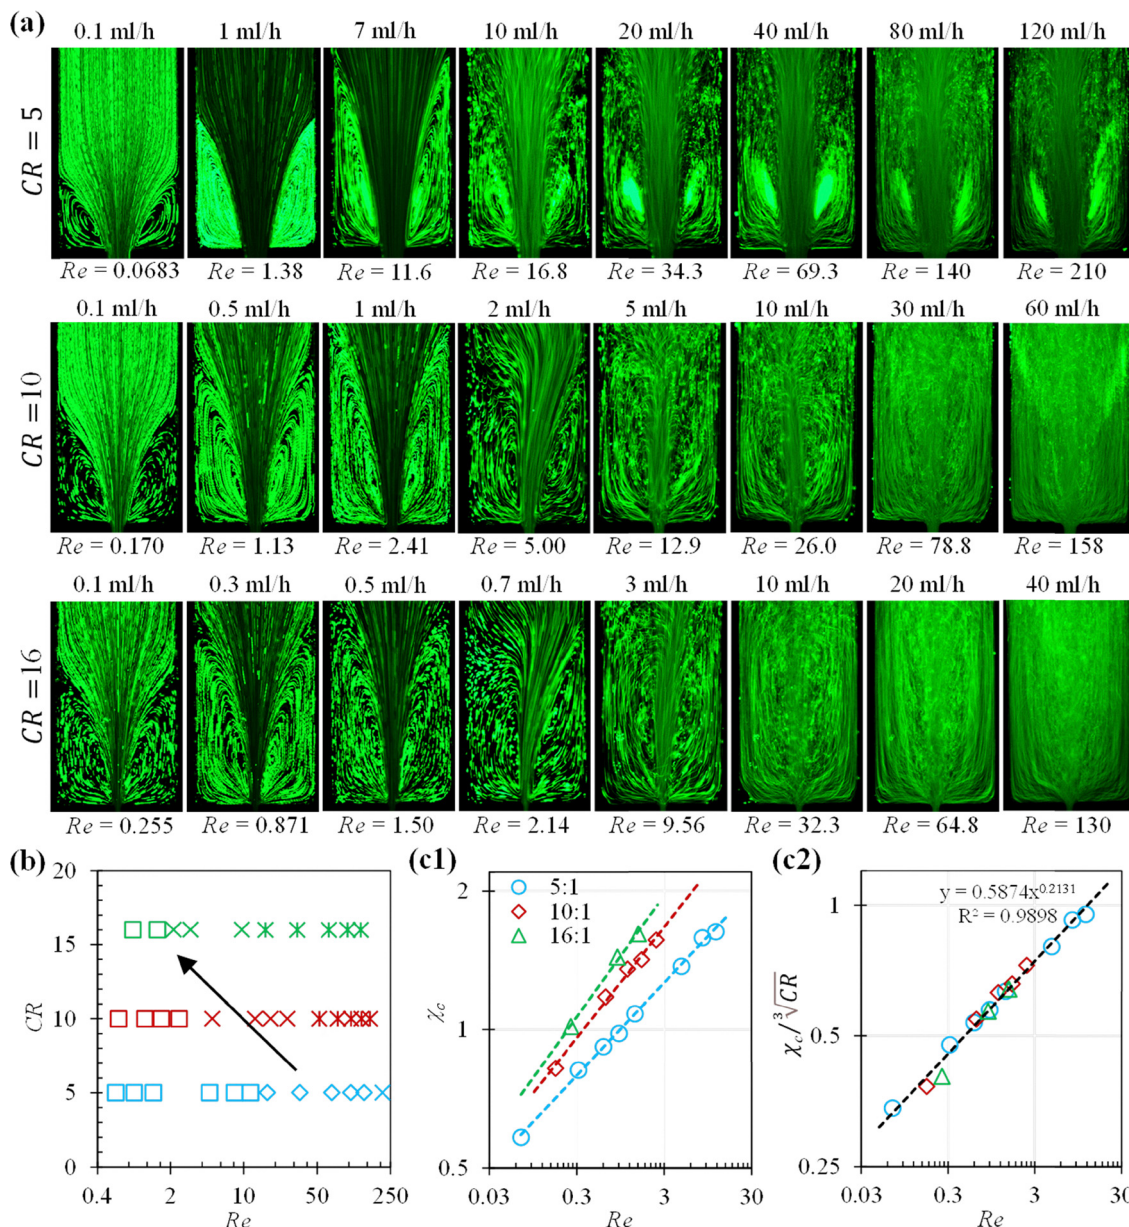 (a)
0.1 ml/h 1 ml/h 7 ml/h 10 ml/h 20 ml/h 40 ml/h 80 ml/h 120 ml/h
CR = 5
Re = 0.0683 Re = 1.38 Re = 11.6 Re = 16.8 Re = 34.3 Re = 69.3 Re = 140 Re = 210
0.1 ml/h 0.5 ml/h 1 ml/h 2 ml/h 5 ml/h 10 ml/h 30 ml/h 60 ml/h
CR =10
Re = 0.170 Re = 1.13 Re = 2.41 Re = 5.00 Re = 12.9 Re = 26.0 Re = 78.8 Re = 158
0.1 ml/h 0.3 ml/h 0.5 ml/h 0.7 ml/h 3 ml/h 10 ml/h 20 ml/h 40 ml/h
CR =16
Re = 0.255 Re = 0.871 Re = 1.50 Re = 2.14 Re = 9.56 Re = 32.3 Re = 64.8 Re = 130
(b)
20
15
10
5
0
CR
0.4 2 10 50 250
Re
(c1)
2
1
0.5
χc
5:1
10:1
16:1
0.03 0.3 3 30
Re
(c2)
y = 0.5874x^0.2131
R² = 0.9898
1
0.5
0.25
χc/∛CR
0.03 0.3 3 30
Re